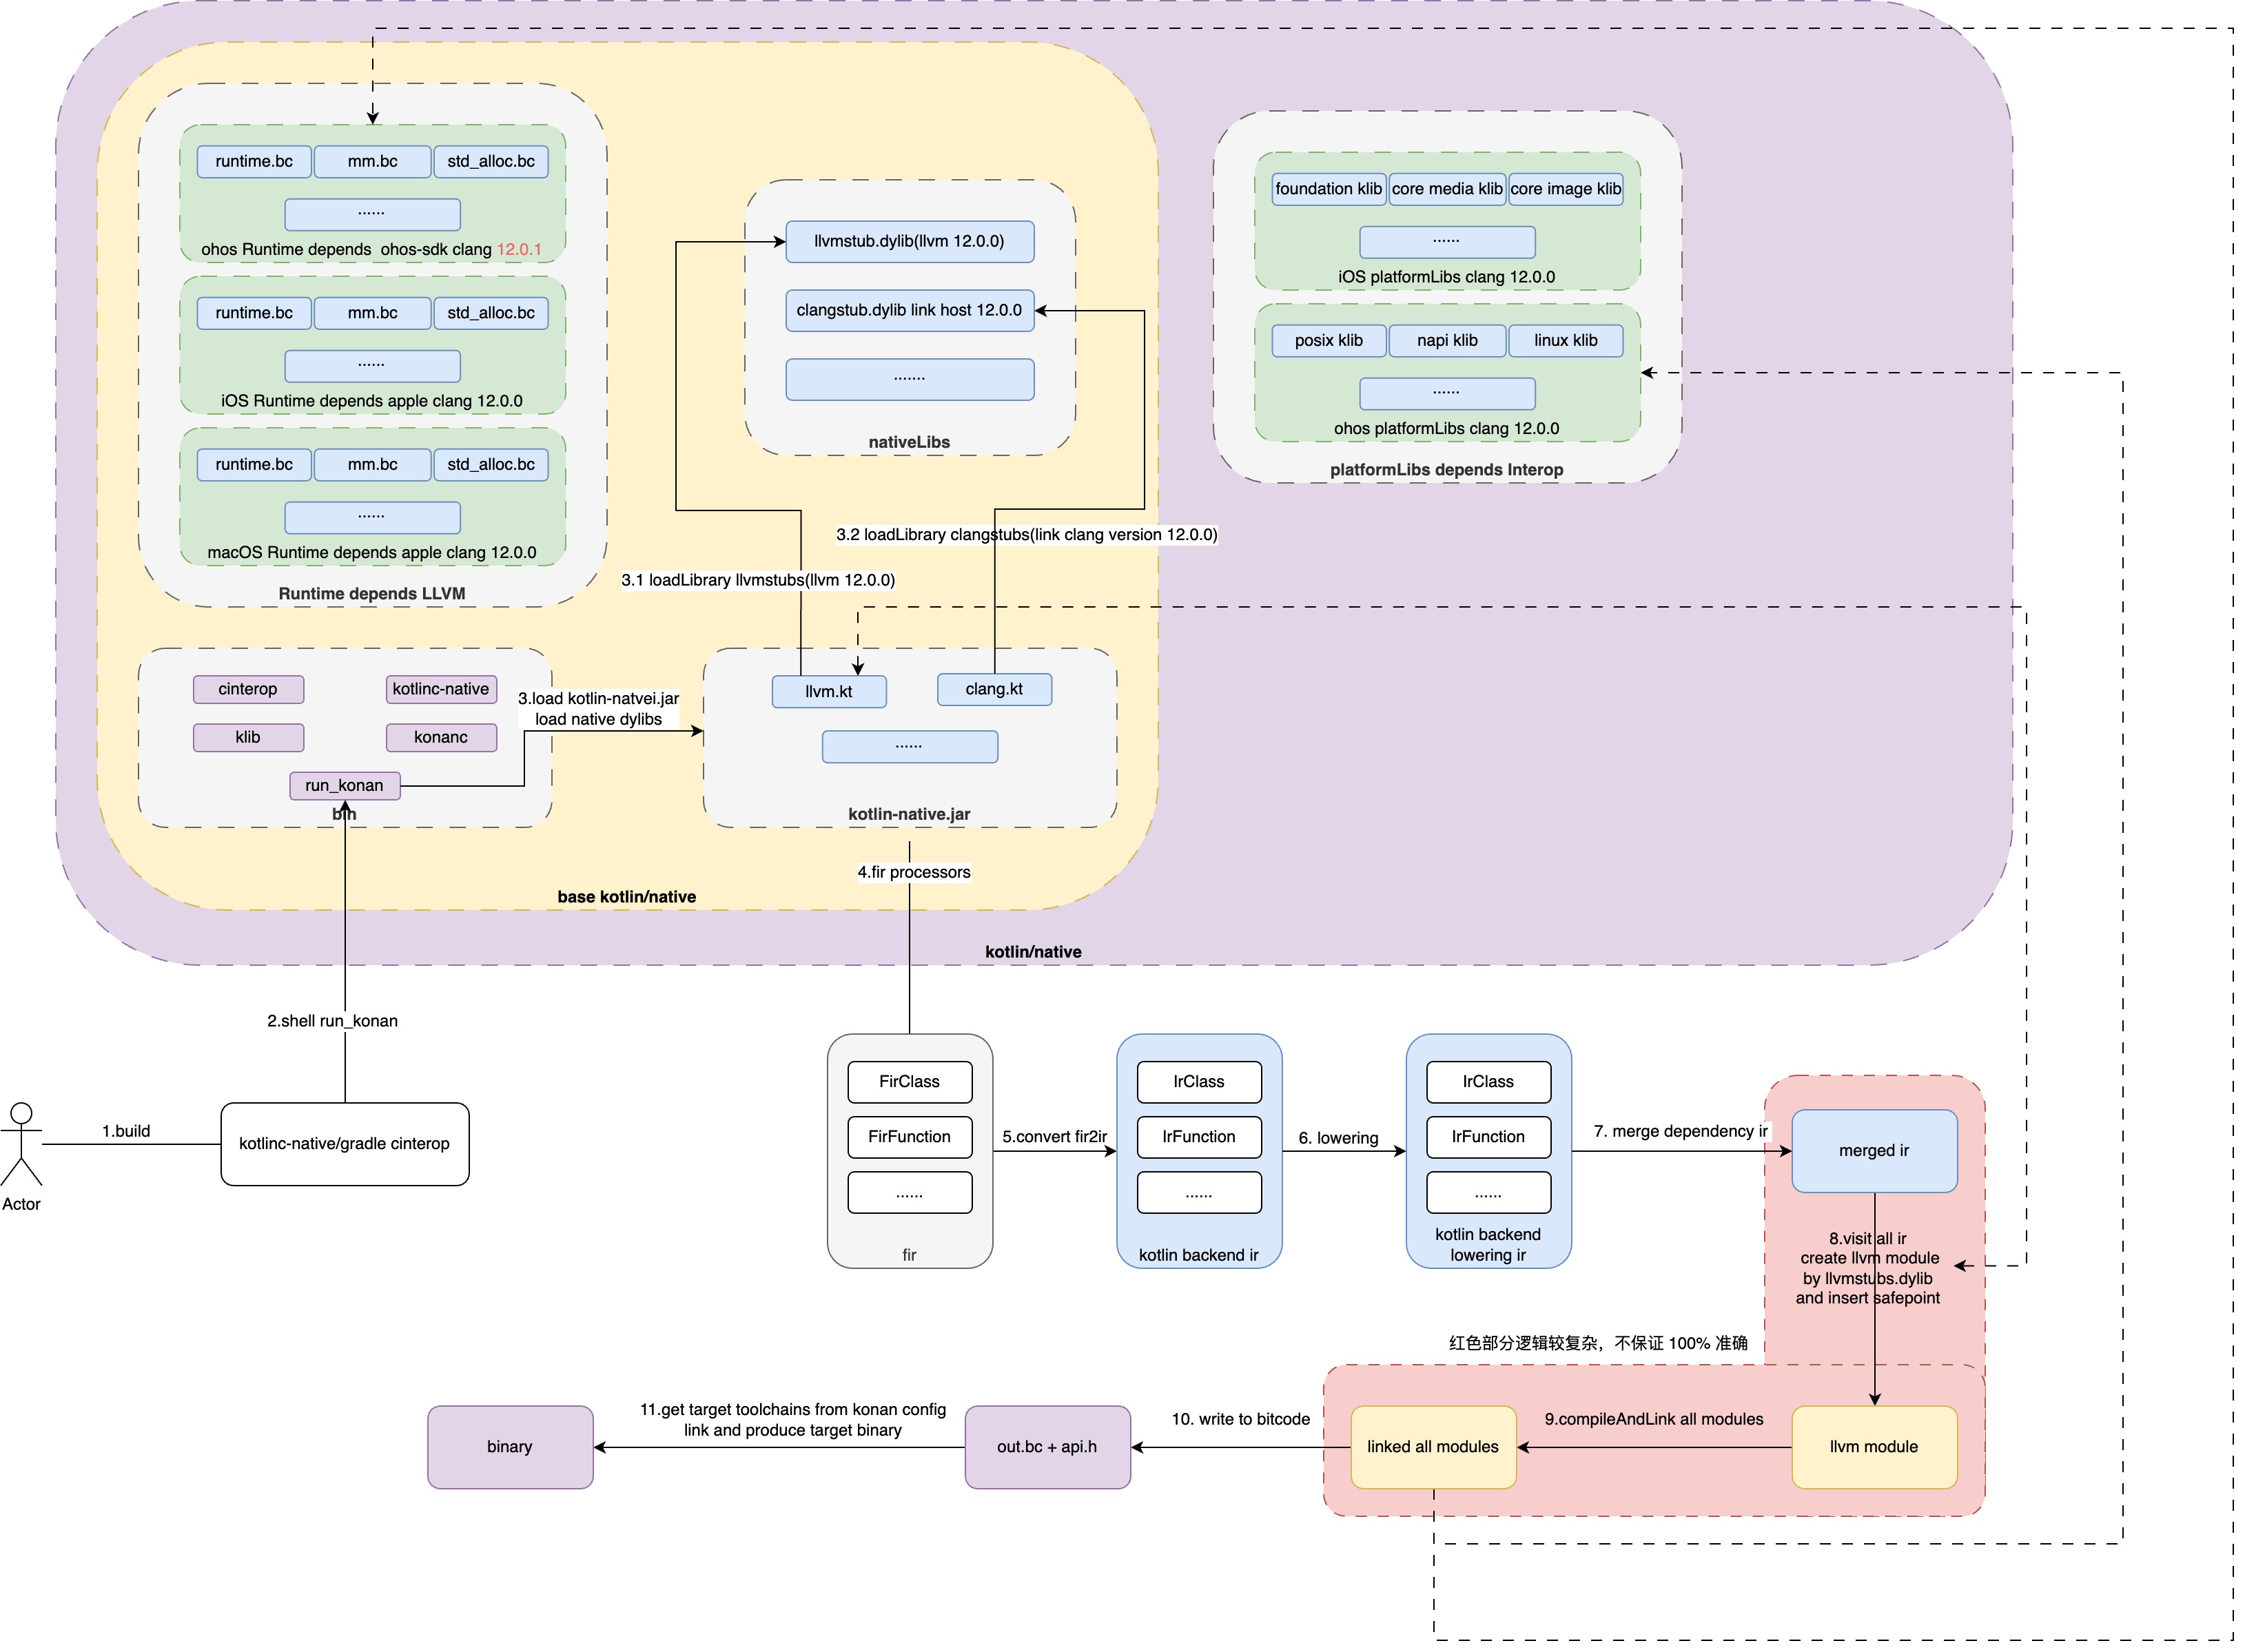 runtime.bc
mm.bc
std_alloc.bc
......
ohos Runtime depends  ohos-sdk clang 12.0.1
runtime.bc
mm.bc
std_alloc.bc
......
iOS Runtime depends apple clang 12.0.0
runtime.bc
mm.bc
std_alloc.bc
......
macOS Runtime depends apple clang 12.0.0
Runtime depends LLVM
llvmstub.dylib(llvm 12.0.0)
clangstub.dylib link host 12.0.0
.......
nativeLibs
foundation klib
core media klib
core image klib
......
iOS platformLibs clang 12.0.0
posix klib
napi klib
linux klib
......
ohos platformLibs clang 12.0.0
platformLibs depends Interop
3.2 loadLibrary clangstubs(link clang version 12.0.0)
3.1 loadLibrary llvmstubs(llvm 12.0.0)
cinterop
kotlinc-native
klib
konanc
run_konan
bin
3.load kotlin-natvei.jar
load native dylibs
llvm.kt
clang.kt
......
kotlin-native.jar
4.fir processors
base kotlin/native
kotlin/native
2.shell run_konan
Actor
1.build
kotlinc-native/gradle cinterop
FirClass
FirFunction
......
fir
5.convert fir2ir
IrClass
IrFunction
......
kotlin backend ir
6. lowering
IrClass
IrFunction
......
kotlin backend
lowering ir
7. merge dependency ir
merged ir
8.visit all ir
create llvm module
by llvmstubs.dylib
and insert safepoint
红色部分逻辑较复杂，不保证 100% 准确
llvm module
9.compileAndLink all modules
linked all modules
10. write to bitcode
out.bc + api.h
11.get target toolchains from konan config
link and produce target binary
binary